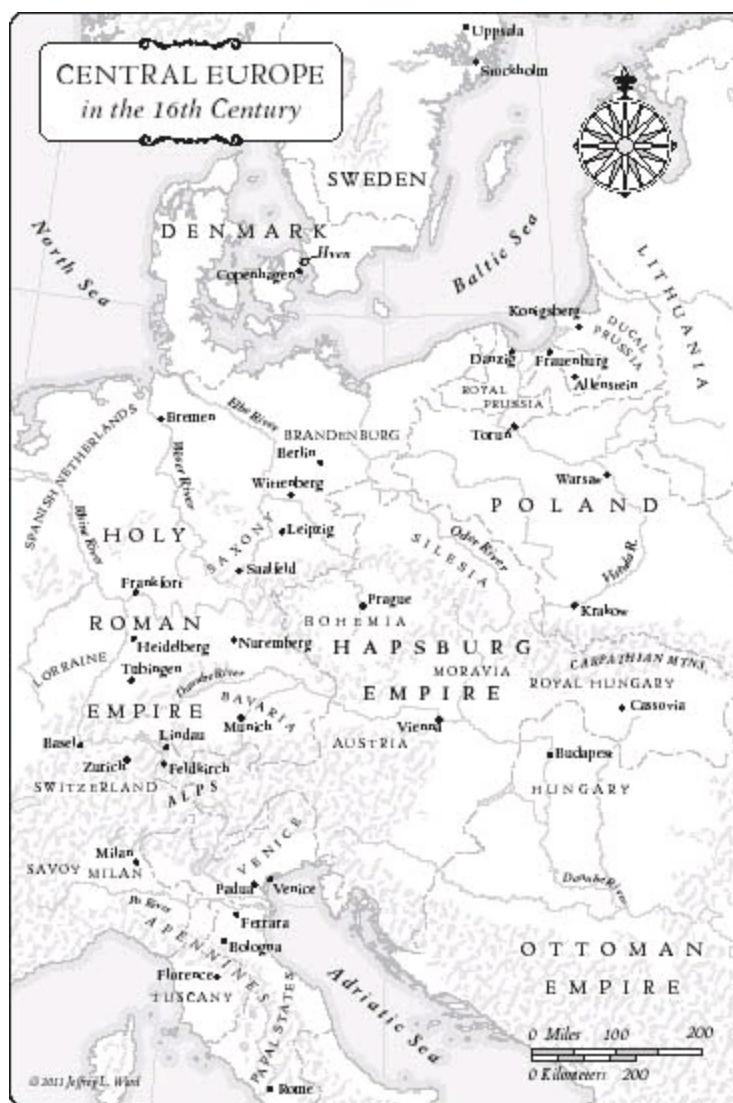 CENTRAL EUROPE
in the 16th Century
Uppsala
Stockholm
SWEDEN
North Sea
DENMARK
Hven
Copenhagen
Baltic Sea
LITHUANIA
Konigsberg
DUCAL
PRUSSIA
Danzig
Frauenburg
Allenstein
ROYAL
PRUSSIA
Torun
Elbe River
Bremen
BRANDENBURG
Berlin
SPANISH NETHERLANDS
Weser River
Wittenberg
Warsaw
POLAND
Rhine River
HOLY
SAXONY
Leipzig
Saalfeld
SILESIA
Oder River
Vistula R.
Frankfort
Prague
BOHEMIA
Krakow
ROMAN
Heidelberg
Nuremberg
HAPSBURG
EMPIRE
LORRAINE
Tubingen
Danube River
MORAVIA
CARPATHIAN MTNS.
ROYAL HUNGARY
Cassovia
EMPIRE
BAVARIA
Munich
Vienna
AUSTRIA
Basel
Lindau
Zurich
Feldkirch
SWITZERLAND
ALPS
Budapest
HUNGARY
Milan
SAVOY
MILAN
VENICE
Padua
Venice
Danube River
Po River
Ferrara
APENNINES
Bologna
Florence
TUSCANY
PAPAL STATES
Adriatic Sea
OTTOMAN
EMPIRE
0 Miles 100 200
0 Kilometers 200
Rome
© 2011 Jeffrey L. Ward